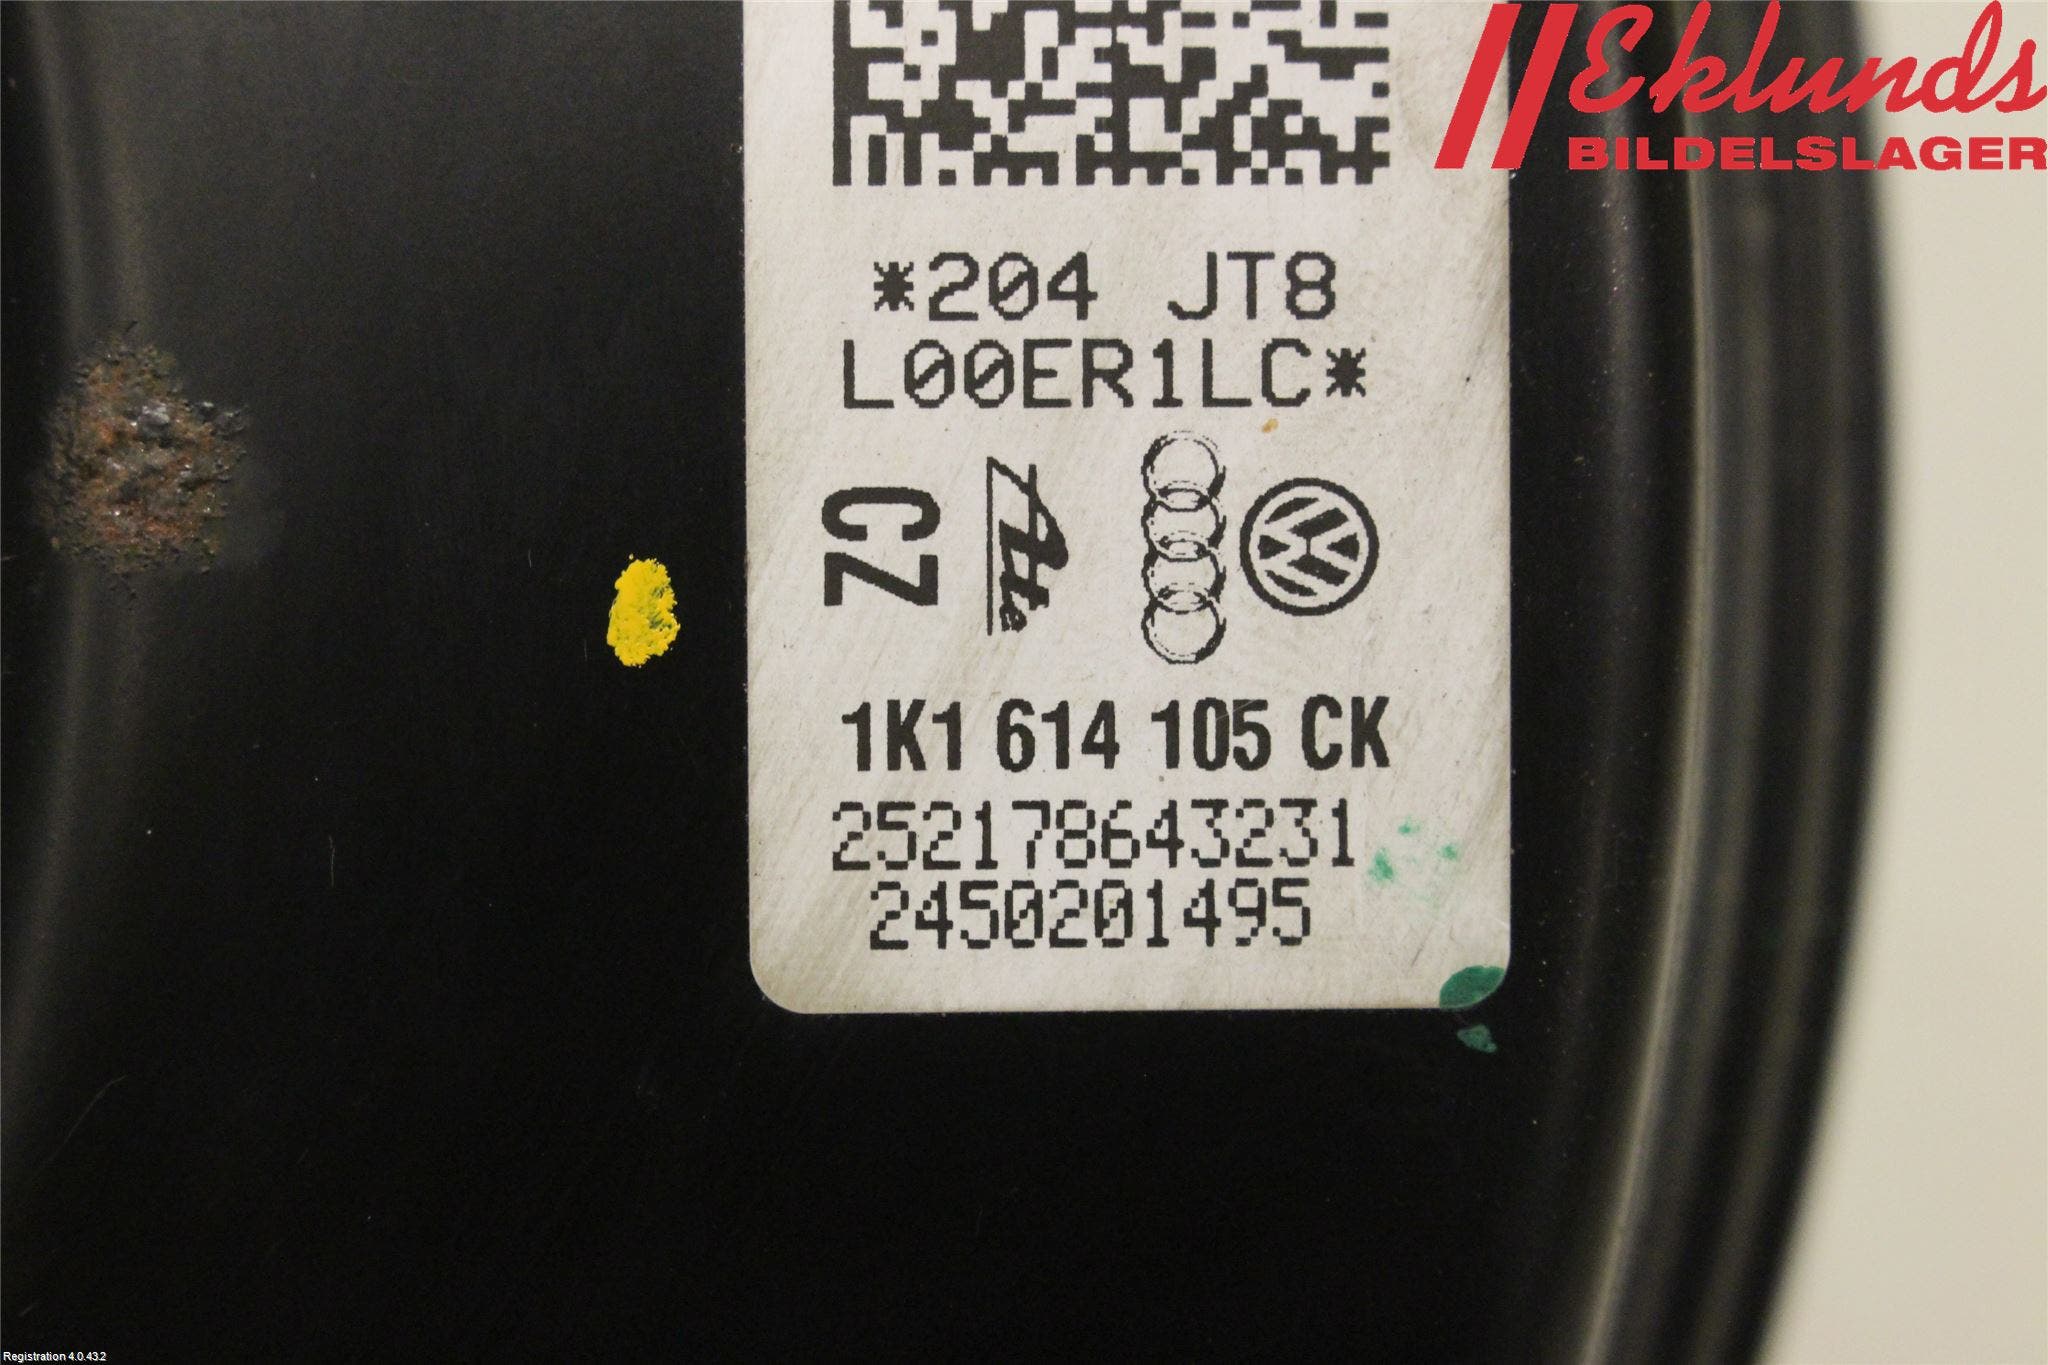 Eklunds
BILDELSLAGER
*204 JT8
L00ER1LC*
CZ
Ate
1K1 614 105 CK
252178643231
2450201495
Registration 4.0.43.2